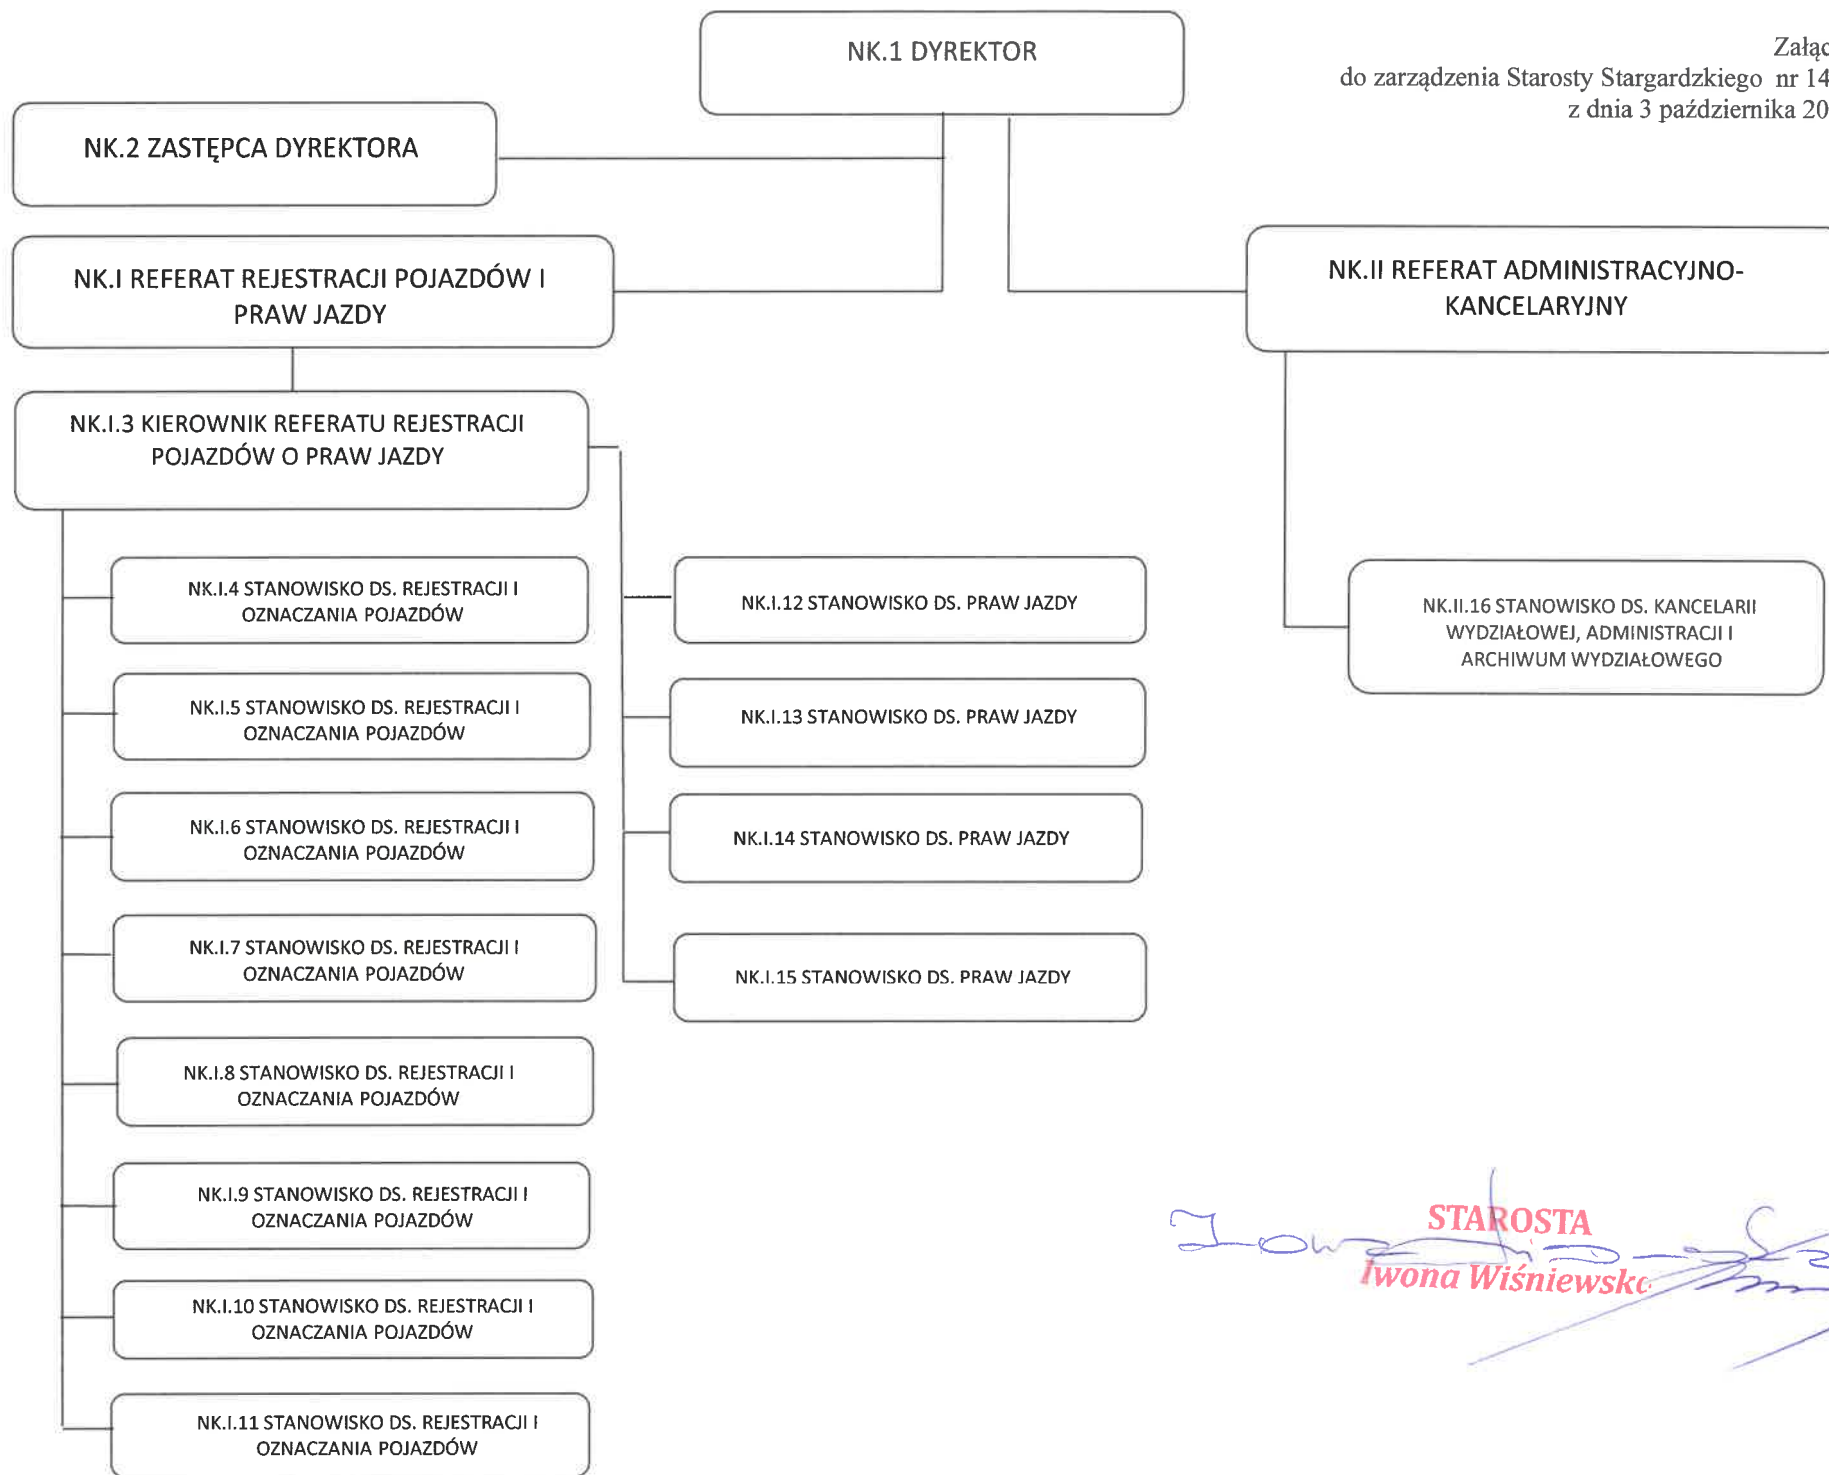 NK.1 DYREKTOR
Załąc
do zarządzenia Starosty Stargardzkiego nr 14
z dnia 3 października 20
NK.2 ZASTĘPCA DYREKTORA
NK.I REFERAT REJESTRACJI POJAZDÓW I
PRAW JAZDY
NK.II REFERAT ADMINISTRACYJNO-
KANCELARYJNY
NK.I.3 KIEROWNIK REFERATU REJESTRACJI
POJAZDÓW O PRAW JAZDY
NK.I.4 STANOWISKO DS. REJESTRACJI I
OZNACZANIA POJAZDÓW
NK.I.5 STANOWISKO DS. REJESTRACJI I
OZNACZANIA POJAZDÓW
NK.I.6 STANOWISKO DS. REJESTRACJI I
OZNACZANIA POJAZDÓW
NK.I.7 STANOWISKO DS. REJESTRACJI I
OZNACZANIA POJAZDÓW
NK.I.8 STANOWISKO DS. REJESTRACJI I
OZNACZANIA POJAZDÓW
NK.I.9 STANOWISKO DS. REJESTRACJI I
OZNACZANIA POJAZDÓW
NK.I.10 STANOWISKO DS. REJESTRACJI I
OZNACZANIA POJAZDÓW
NK.I.11 STANOWISKO DS. REJESTRACJI I
OZNACZANIA POJAZDÓW
NK.I.12 STANOWISKO DS. PRAW JAZDY
NK.I.13 STANOWISKO DS. PRAW JAZDY
NK.I.14 STANOWISKO DS. PRAW JAZDY
NK.I.15 STANOWISKO DS. PRAW JAZDY
NK.II.16 STANOWISKO DS. KANCELARII
WYDZIAŁOWEJ, ADMINISTRACJI I
ARCHIWUM WYDZIAŁOWEGO
STAROSTA
Iwona Wiśniewska